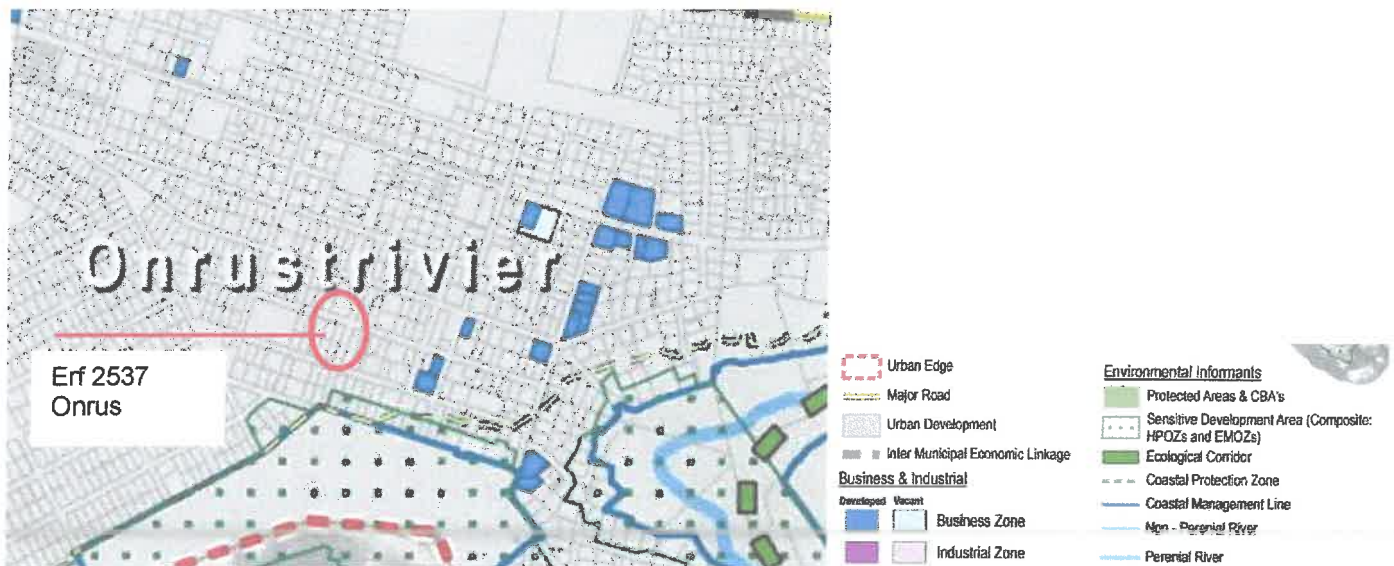 Onrustrivier
Erf 2537
Onrus
Urban Edge
Major Road
Urban Development
Inter Municipal Economic Linkage
Business & Industrial
Developed Vacant
Business Zone
Industrial Zone
Environmental Informants
Protected Areas & CBA's
Sensitive Development Area (Composite:
HPOZs and EMOZs)
Ecological Corridor
Coastal Protection Zone
Coastal Management Line
Non - Perenial River
Perenial River